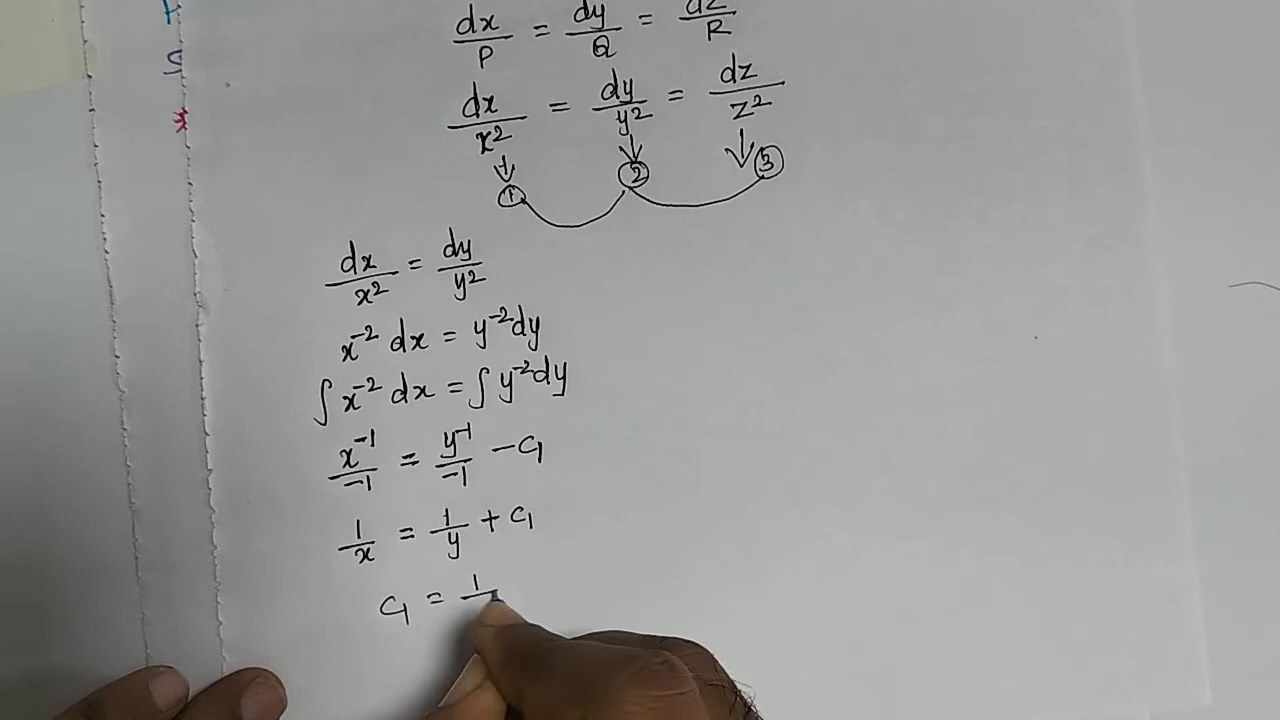 dx/P = dy/Q = dz/R
dx/x² = dy/y² = dz/z²
① ② ③
dx/x² = dy/y²
x⁻² dx = y⁻² dy
∫ x⁻² dx = ∫ y⁻² dy
x⁻¹/-1 = y⁻¹/-1 - c₁
1/x = 1/y + c₁
c₁ = 1/